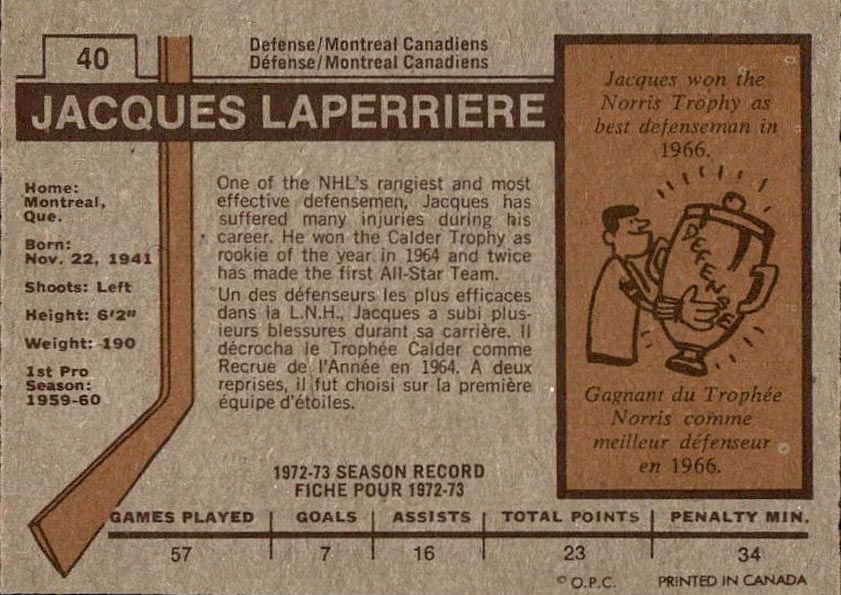 40
Defense/Montreal Canadiens
Défense/Montreal Canadiens
JACQUES LAPERRIERE
Home:
Montreal,
Que.
Born:
Nov. 22, 1941
Shoots: Left
Height: 6'2"
Weight: 190
1st Pro
Season:
1959-60
One of the NHL's rangiest and most
effective defensemen, Jacques has
suffered many injuries during his
career. He won the Calder Trophy as
rookie of the year in 1964 and twice
has made the first All-Star Team.
Un des défenseurs les plus efficaces
dans la L.N.H., Jacques a subi plus-
ieurs blessures durant sa carrière. Il
décrocha le Trophée Calder comme
Recrue de l'Année en 1964. A deux
reprises, il fut choisi sur la première
équipe d'étoiles.
Jacques won the
Norris Trophy as
best defenseman in
1966.
DEFENSE
Gagnant du Trophée
Norris comme
meilleur défenseur
en 1966.
1972-73 SEASON RECORD
FICHE POUR 1972-73
GAMES PLAYED GOALS ASSISTS TOTAL POINTS PENALTY MIN.
57 7 16 23 34
© O.P.C. PRINTED IN CANADA